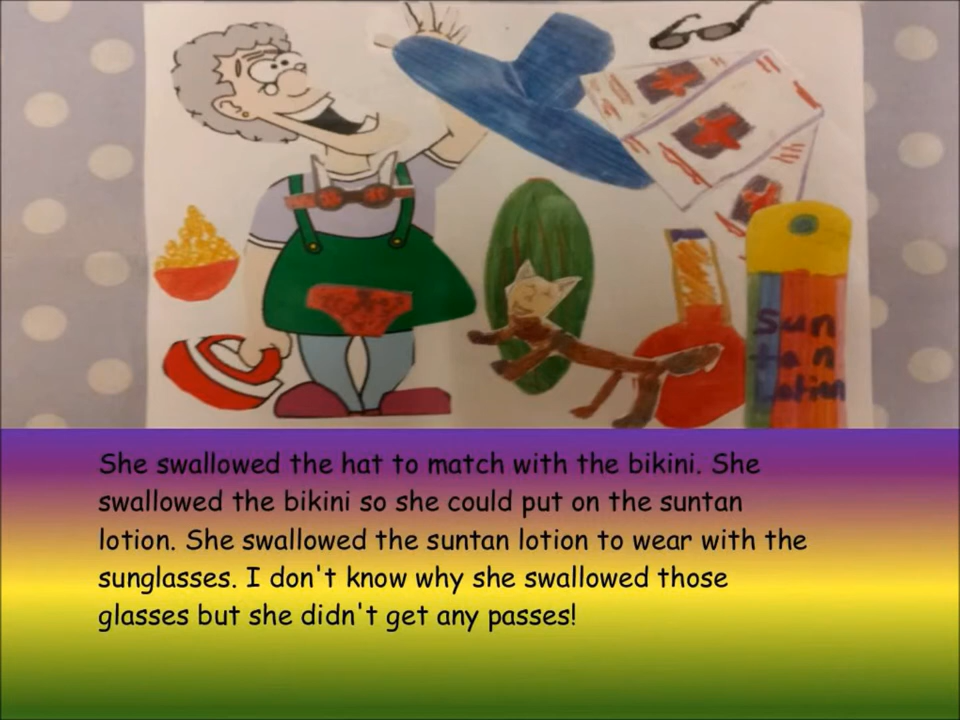 Sun
tan
Lotion
She swallowed the hat to match with the bikini. She
swallowed the bikini so she could put on the suntan
lotion. She swallowed the suntan lotion to wear with the
sunglasses. I don't know why she swallowed those
glasses but she didn't get any passes!